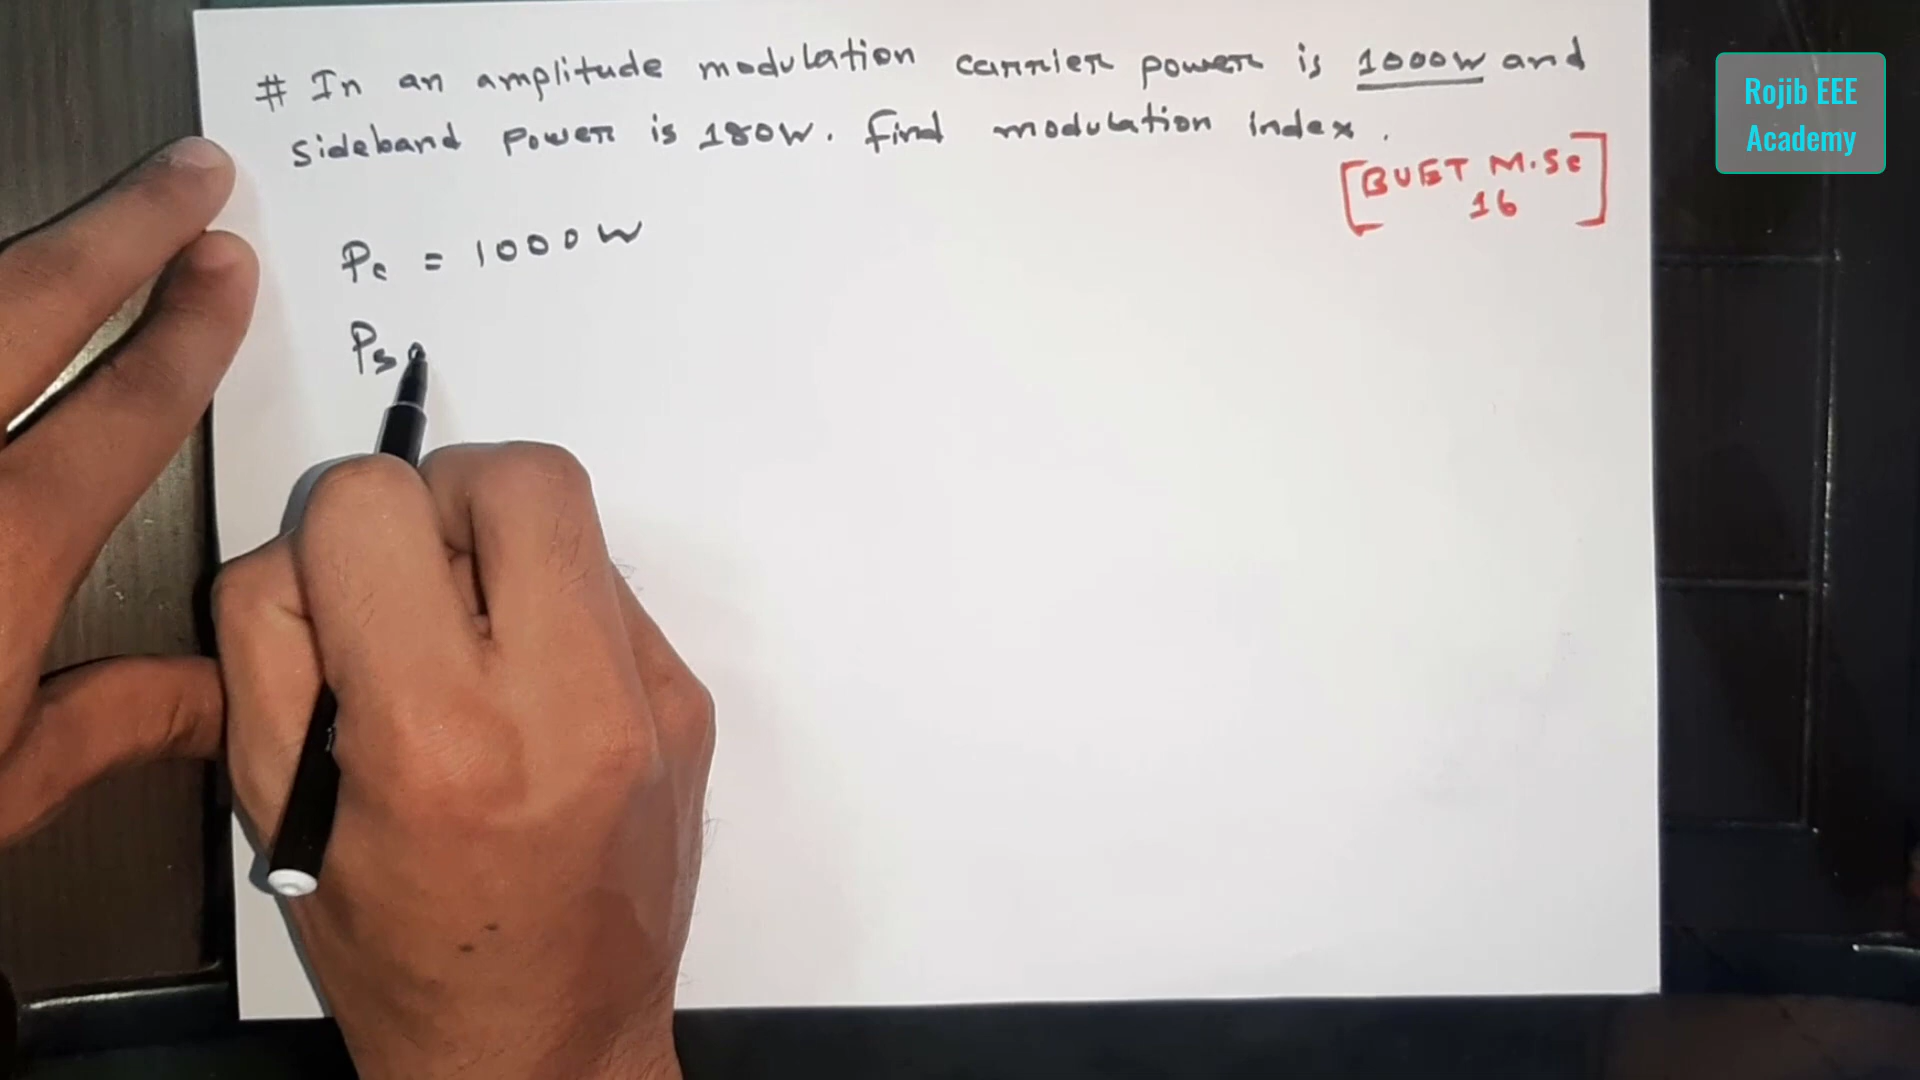 # In an amplitude modulation carrier power is 1000W and
sideband power is 180W. find modulation index.
[BUET M.Sc
16]
Pc = 1000 W
Ps
Rojib EEE
Academy